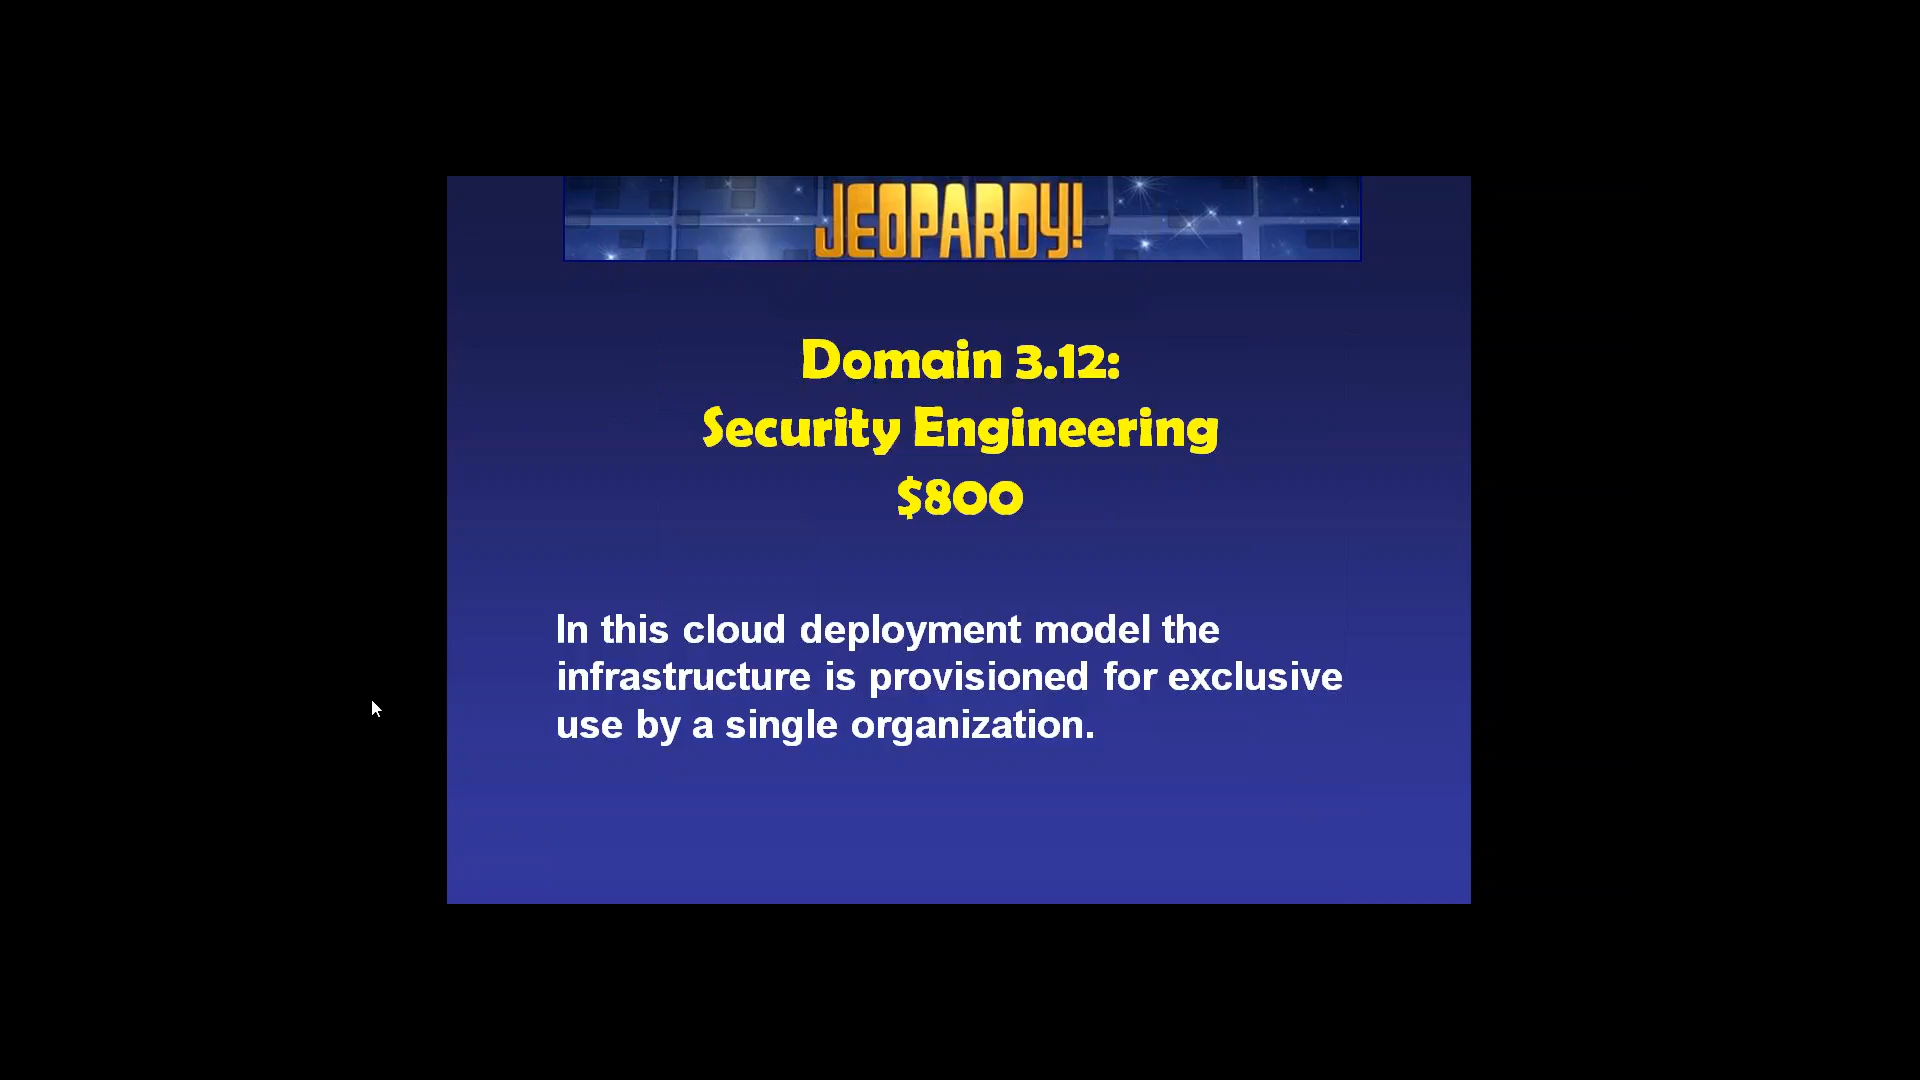 JEOPARDY!
Domain 3.12:
Security Engineering
$800
In this cloud deployment model the
infrastructure is provisioned for exclusive
use by a single organization.